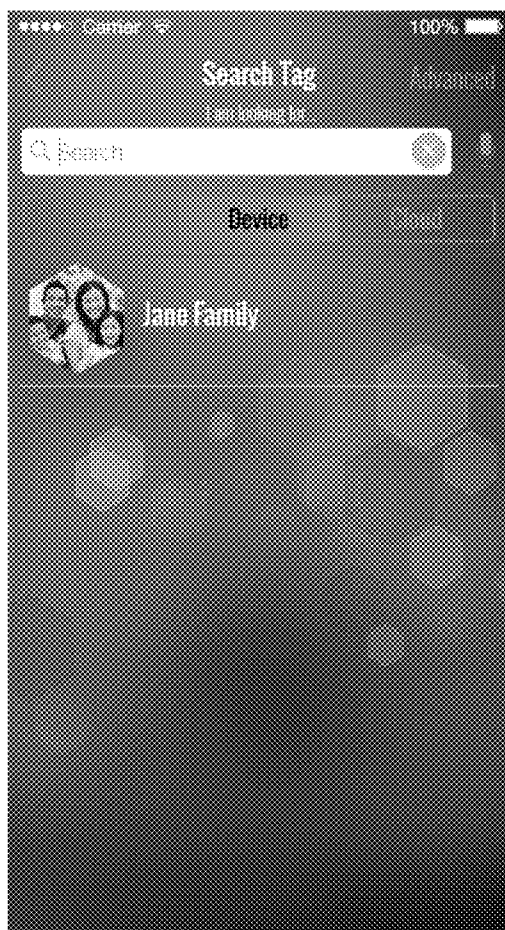 Carrier 100%
Search Tag Advanced
I am looking for...
Search
Device
Jane Family